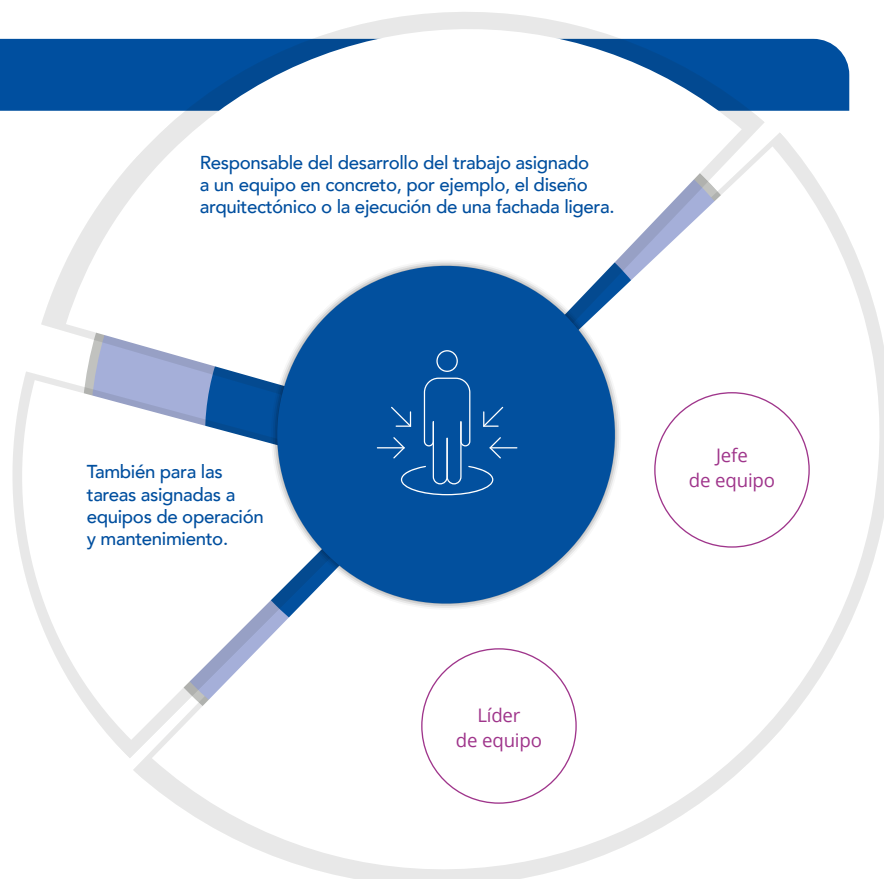 Responsable del desarrollo del trabajo asignado
a un equipo en concreto, por ejemplo, el diseño
arquitectónico o la ejecución de una fachada ligera.
Jefe
de equipo
También para las
tareas asignadas a
equipos de operación
y mantenimiento.
Líder
de equipo